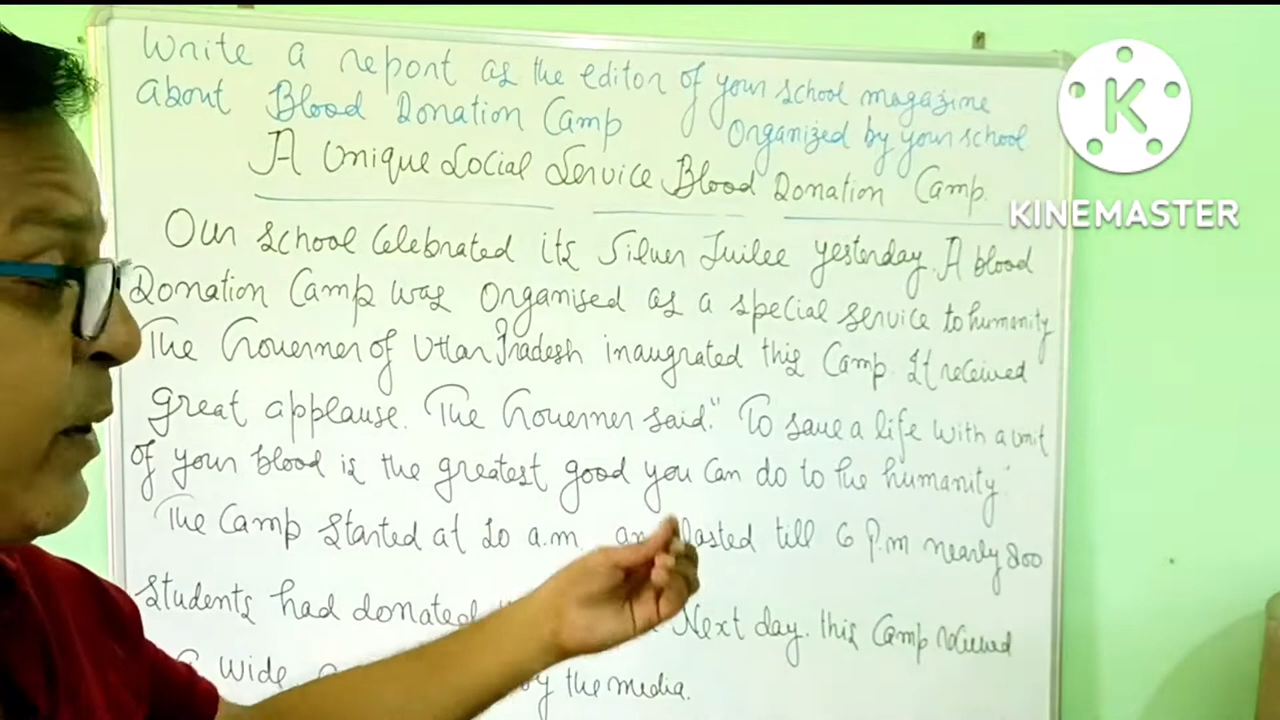 Write a report as the editor of your school magazine
about Blood Donation Camp Organized by your school
A Unique Social Service Blood Donation Camp.
Our School Celebrated its Silver Juilee yesterday. A blood
Donation Camp was organised as a special service to humanity
The Governer of Uttar Pradesh inaugrated this Camp. It received
great applause. The Governer said." To save a life with a unit
of your blood is the greatest good you can do to the humanity"
The Camp Started at 10 a.m. lasted till 6 P.m nearly 800
Students had donated Next day. this Camp received
wide by the media.
K
KINEMASTER